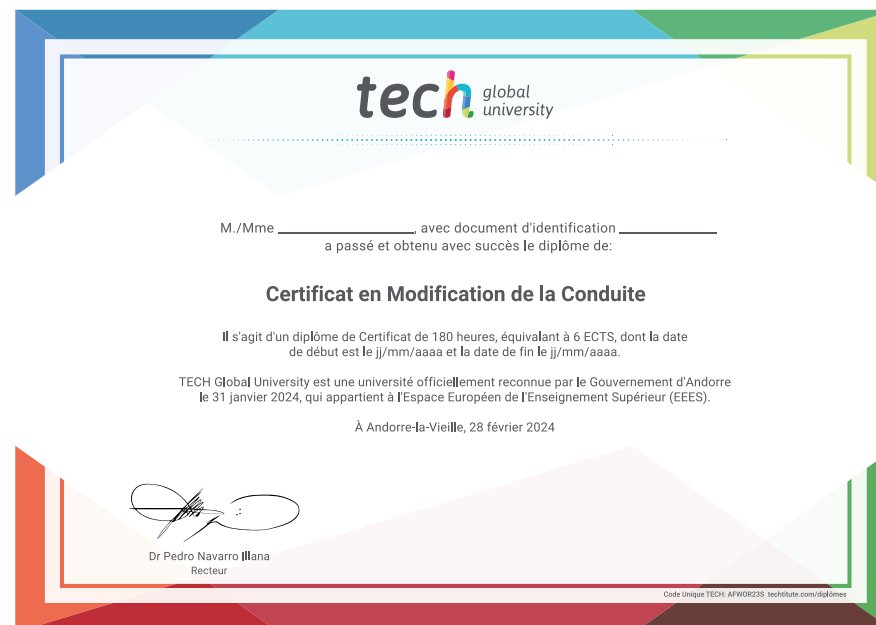 tech global
university
M./Mme ____________________, avec document d'identification ______________
a passé et obtenu avec succès le diplôme de:
Certificat en Modification de la Conduite
Il s'agit d'un diplôme de Certificat de 180 heures, équivalant à 6 ECTS, dont la date
de début est le jj/mm/aaaa et la date de fin le jj/mm/aaaa.
TECH Global University est une université officiellement reconnue par le Gouvernement d'Andorre
le 31 janvier 2024, qui appartient à l'Espace Européen de l'Enseignement Supérieur (EEES).
À Andorre-la-Vieille, 28 février 2024
Dr Pedro Navarro Illana
Recteur
Code Unique TECH: AFWOR23S techtitute.com/diplômes